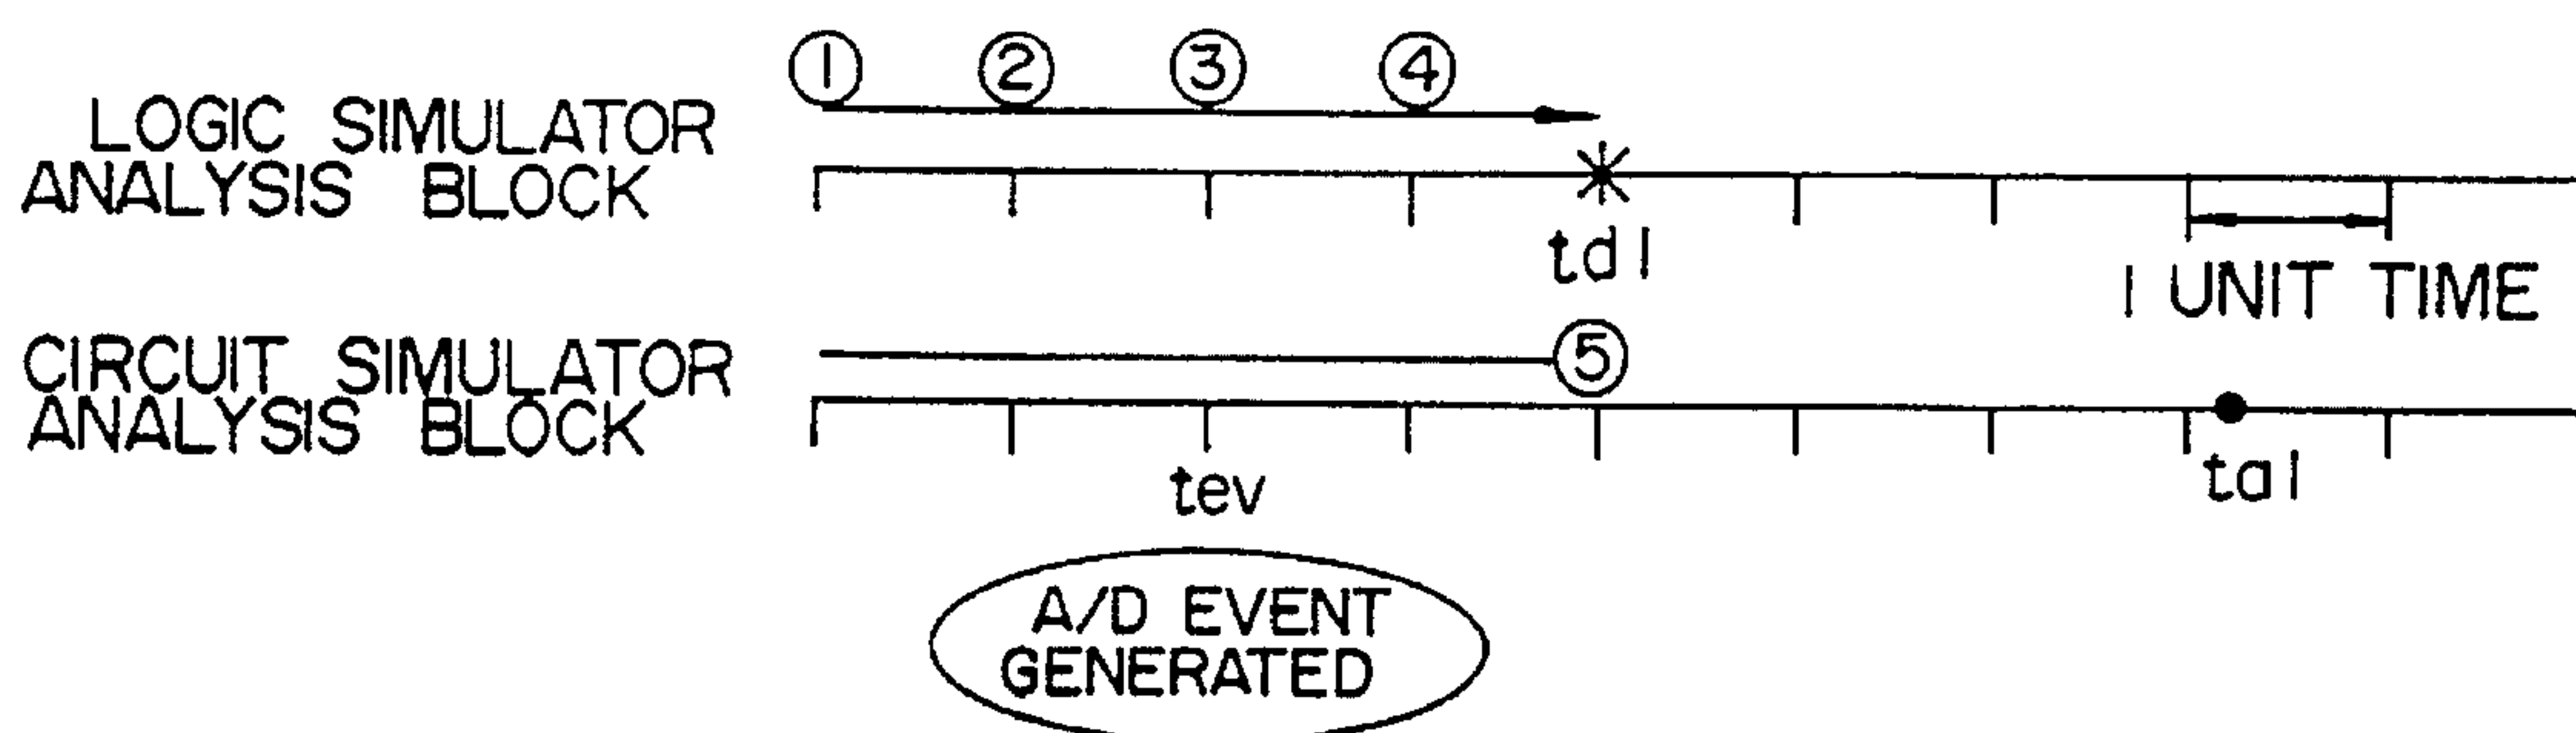 ① ② ③ ④
LOGIC SIMULATOR
ANALYSIS BLOCK
td1
1 UNIT TIME
⑤
CIRCUIT SIMULATOR
ANALYSIS BLOCK
tev
ta1
A/D EVENT
GENERATED